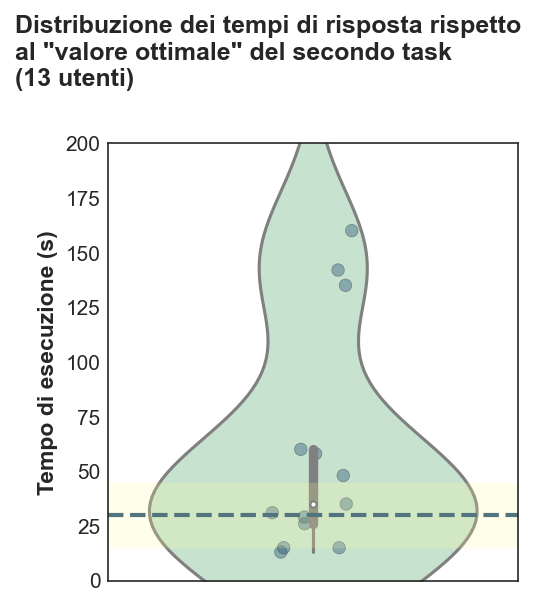 Distribuzione dei tempi di risposta rispetto
al "valore ottimale" del secondo task
(13 utenti)
Tempo di esecuzione (s)
200
175
150
125
100
75
50
25
0